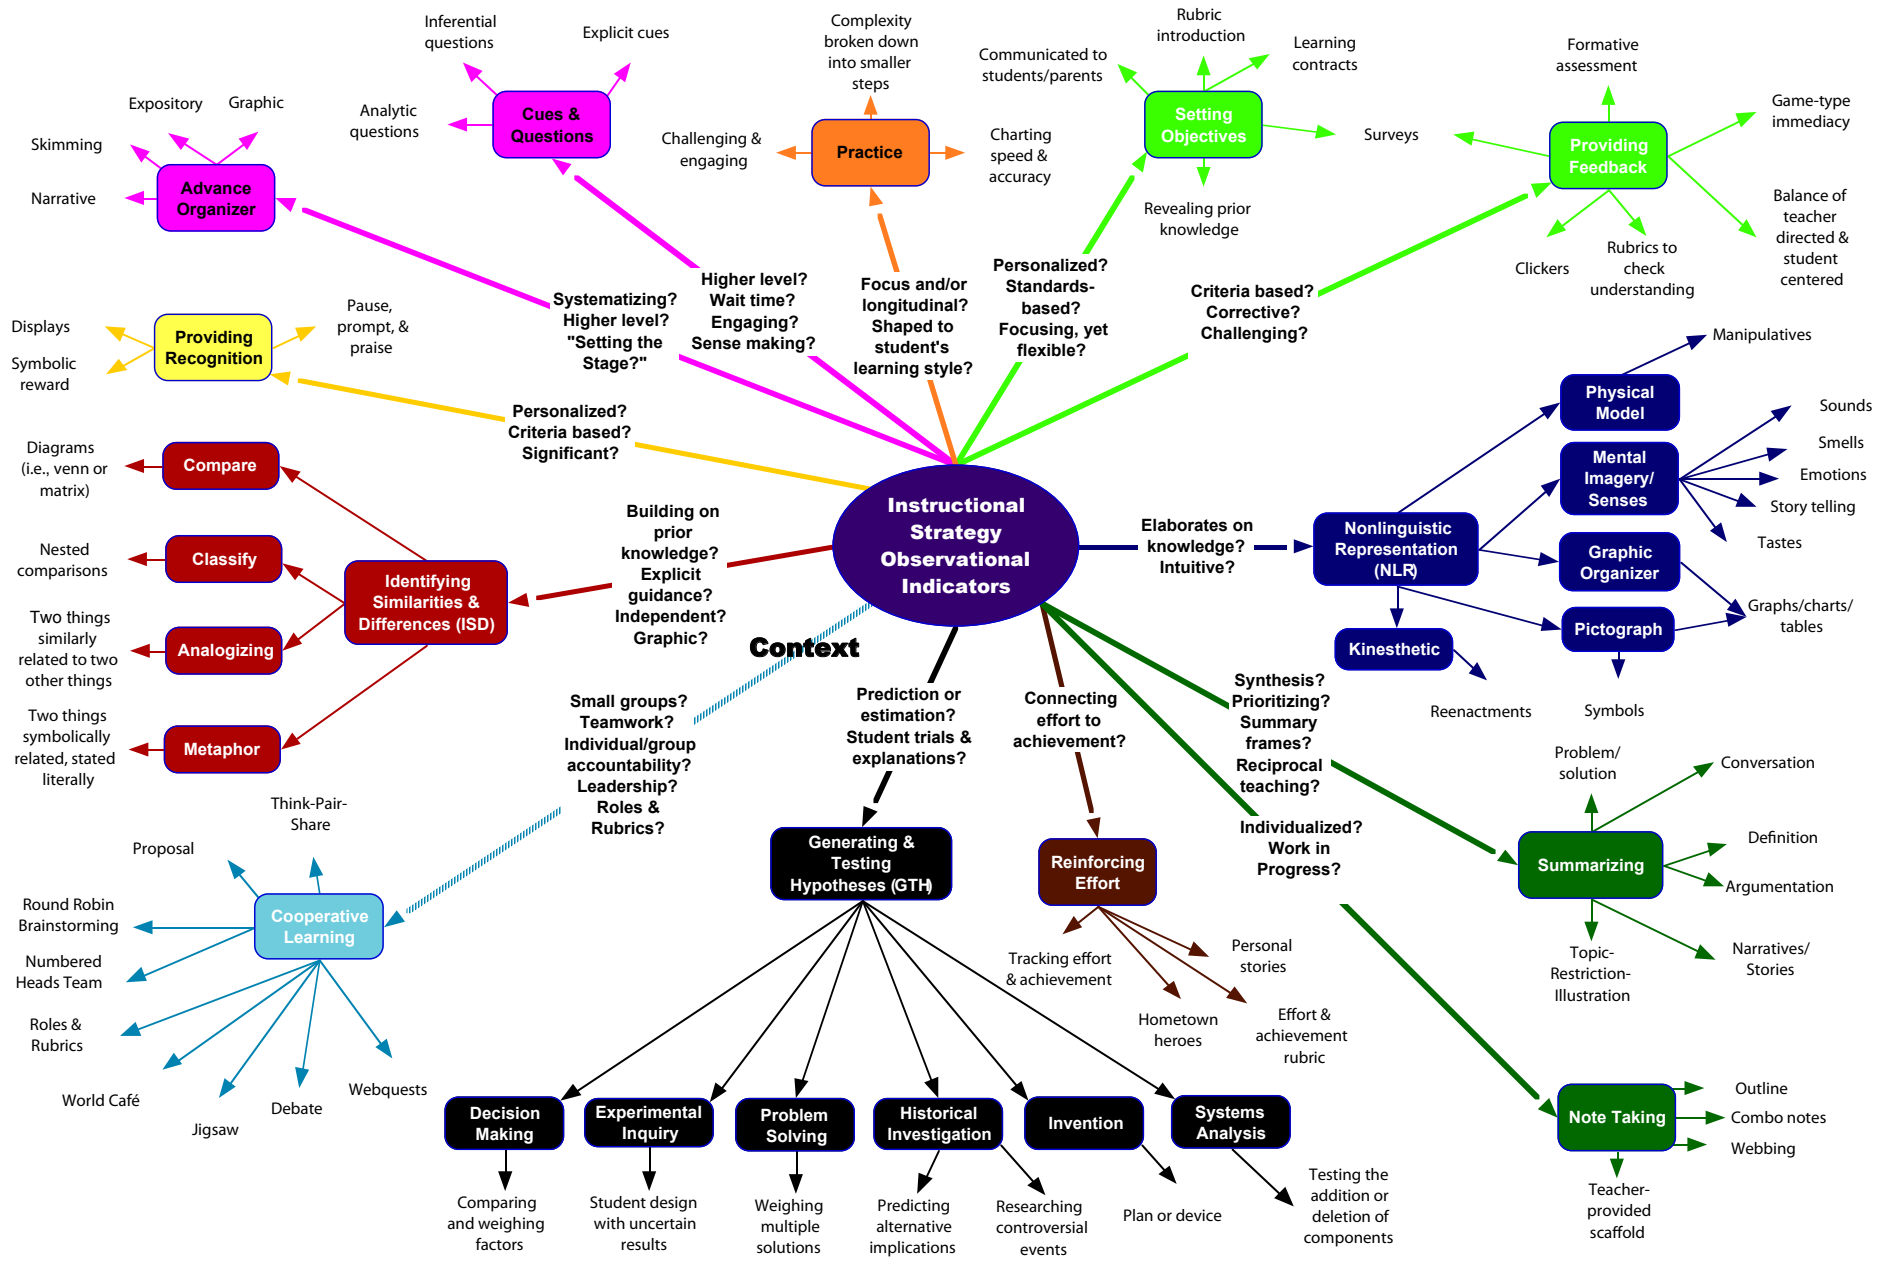 Inferential
questions
Explicit cues
Analytic
questions
Cues &
Questions
Expository
Graphic
Skimming
Narrative
Advance
Organizer
Complexity
broken down
into smaller
steps
Challenging &
engaging
Practice
Charting
speed &
accuracy
Rubric
introduction
Communicated to
students/parents
Learning
contracts
Setting
Objectives
Surveys
Revealing prior
knowledge
Formative
assessment
Game-type
immediacy
Providing
Feedback
Balance of
teacher
directed &
student
centered
Clickers
Rubrics to
check
understanding
Systematizing?
Higher level?
"Setting the
Stage?"
Higher level?
Wait time?
Engaging?
Sense making?
Focus and/or
longitudinal?
Shaped to
student's
learning style?
Personalized?
Standards-
based?
Focusing, yet
flexible?
Criteria based?
Corrective?
Challenging?
Displays
Symbolic
reward
Providing
Recognition
Pause,
prompt, &
praise
Personalized?
Criteria based?
Significant?
Diagrams
(i.e., venn or
matrix)
Compare
Nested
comparisons
Classify
Two things
similarly
related to two
other things
Analogizing
Two things
symbolically
related, stated
literally
Metaphor
Identifying
Similarities &
Differences (ISD)
Building on
prior
knowledge?
Explicit
guidance?
Independent?
Graphic?
Instructional
Strategy
Observational
Indicators
Elaborates on
knowledge?
Intuitive?
Nonlinguistic
Representation
(NLR)
Physical
Model
Manipulatives
Mental
Imagery/
Senses
Sounds
Smells
Emotions
Story telling
Tastes
Graphic
Organizer
Graphs/charts/
tables
Pictograph
Symbols
Kinesthetic
Reenactments
Context
Small groups?
Teamwork?
Individual/group
accountability?
Leadership?
Roles &
Rubrics?
Prediction or
estimation?
Student trials &
explanations?
Connecting
effort to
achievement?
Synthesis?
Prioritizing?
Summary
frames?
Reciprocal
teaching?
Individualized?
Work in
Progress?
Think-Pair-
Share
Proposal
Round Robin
Brainstorming
Numbered
Heads Team
Roles &
Rubrics
World Café
Jigsaw
Debate
Webquests
Cooperative
Learning
Generating &
Testing
Hypotheses (GTH)
Decision
Making
Comparing
and weighing
factors
Experimental
Inquiry
Student design
with uncertain
results
Problem
Solving
Weighing
multiple
solutions
Historical
Investigation
Predicting
alternative
implications
Researching
controversial
events
Invention
Plan or device
Systems
Analysis
Testing the
addition or
deletion of
components
Reinforcing
Effort
Tracking effort
& achievement
Personal
stories
Hometown
heroes
Effort &
achievement
rubric
Problem/
solution
Conversation
Summarizing
Definition
Argumentation
Topic-
Restriction-
Illustration
Narratives/
Stories
Note Taking
Outline
Combo notes
Webbing
Teacher-
provided
scaffold